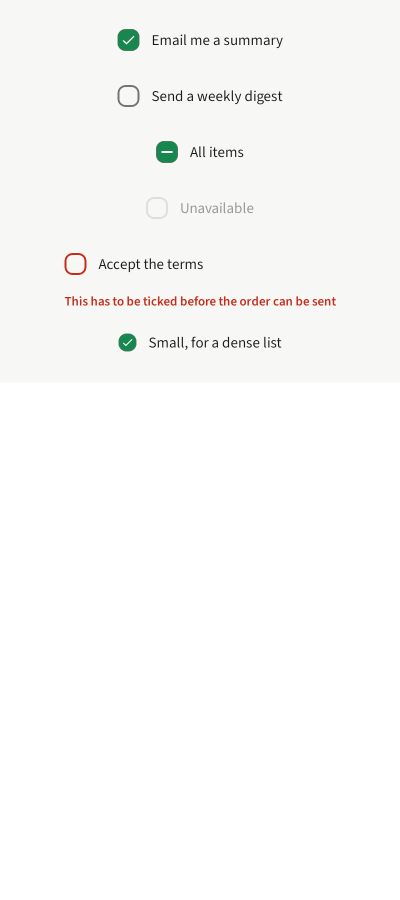 Email me a summary
Send a weekly digest
All items
Unavailable
Accept the terms
This has to be ticked before the order can be sent
Small, for a dense list